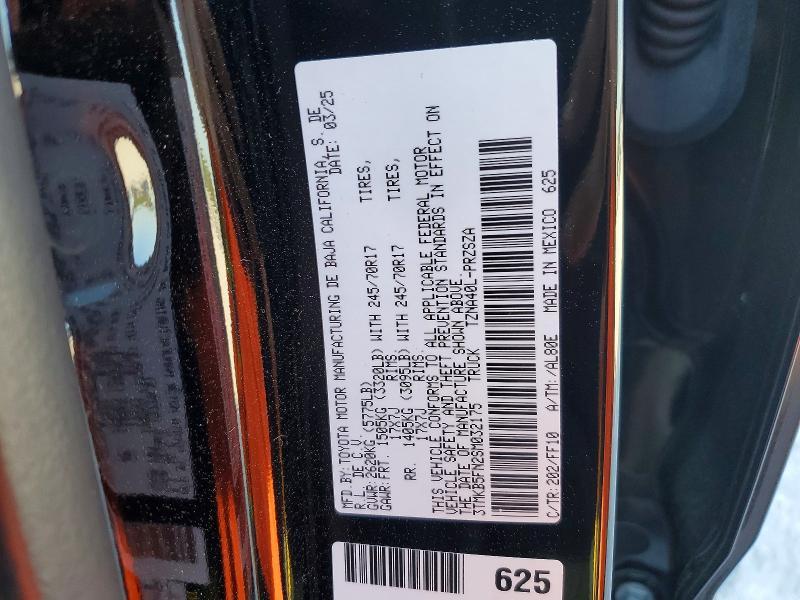 MFD.BY:TOYOTA MOTOR MANUFACTURING DE BAJA CALIFORNIA, S. DE
R.L. DE C.V. DATE: 03/25
GVWR: 2620KG (5775LB)
GAWR:FRT. 1505KG (3320LB) WITH 245/70R17 TIRES,
17X7J RIMS,
RR. 1405KG (3095LB) WITH 245/70R17 TIRES,
17X7J RIMS.
THIS VEHICLE CONFORMS TO ALL APPLICABLE FEDERAL MOTOR
VEHICLE SAFETY AND THEFT PREVENTION STANDARDS IN EFFECT ON
THE DATE OF MANUFACTURE SHOWN ABOVE.
3TMKB5FN2SM032175 TRUCK TZNA40L-PRZSZA
C/TR:202/FF10 A/TM:/AL80E MADE IN MEXICO 625
625